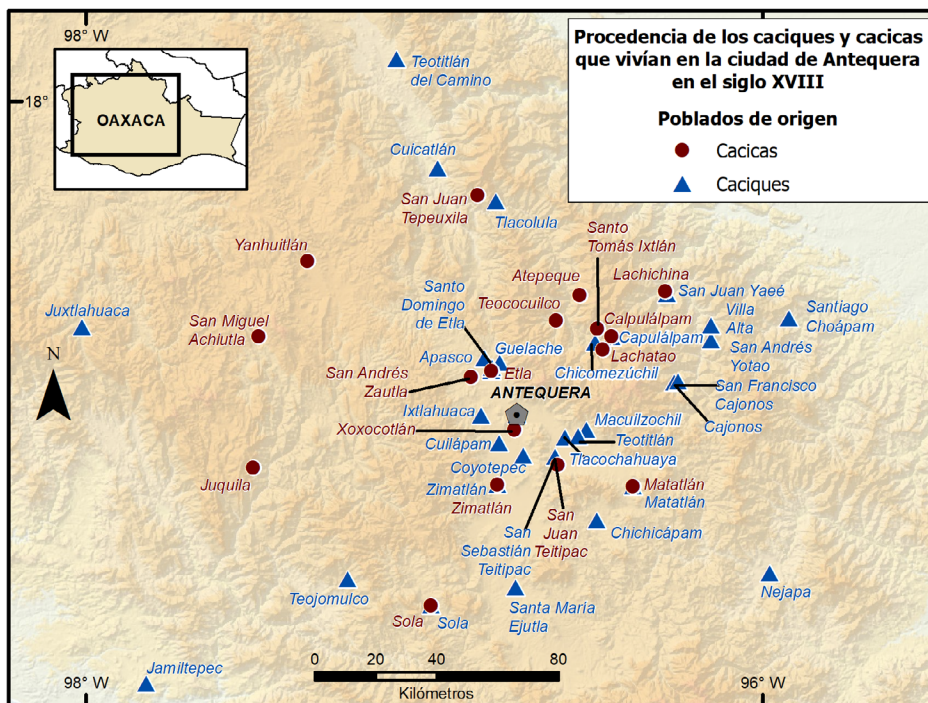 98° W
18°
OAXACA
Procedencia de los caciques y cacicas
que vivían en la ciudad de Antequera
en el siglo XVIII
Poblados de origen
Cacicas
Caciques
Teotitlán
del Camino
Cuicatlán
San Juan
Tepeuxila
Tlacolula
Yanhuitlán
Santo
Tomás Ixtlán
Atepeque
Lachichina
Santo
Domingo
de Etla
Teococuilco
San Juan Yaeé
Juxtlahuaca
San Miguel
Achiutla
Calpulálpam
Capulálpam
Villa
Alta
Santiago
Choápam
Guelache
Apasco
Lachatao
San Andrés
Yotao
N
San Andrés
Zautla
Etla
Chicomezúchil
San Francisco
Cajonos
ANTEQUERA
Ixtlahuaca
Xoxocotlán
Macuilzochil
Cajonos
Cullápam
Teotitlán
Tlacochahuaya
Coyotepec
Juquila
Zimatlán
Zimatlán
Matatlán
Matatlán
San
Juan
Teitipac
San
Sebastián
Teitipac
Chichicápam
Teojomulco
Nejapa
Sola
Sola
Santa Maria
Ejutla
Jamiltepec
0 20 40 80
Kilómetros
98° W
96° W